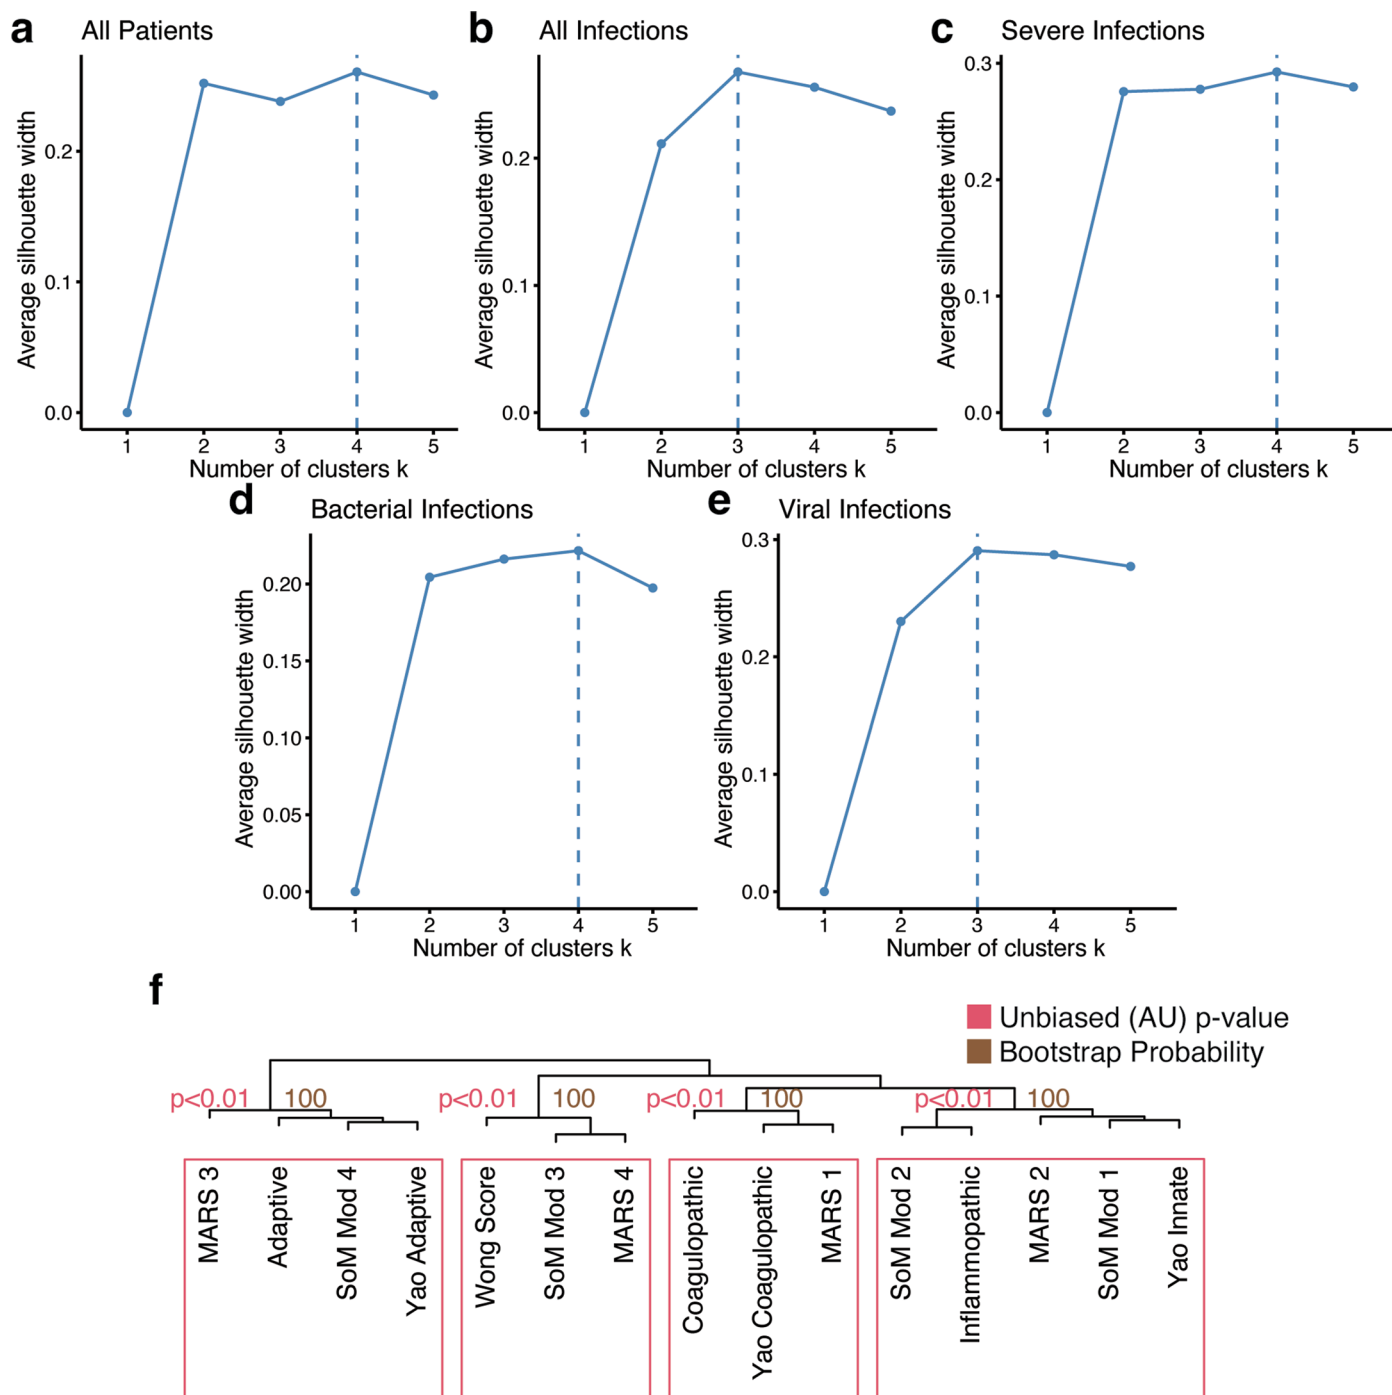 a All Patients
Average silhouette width
0.2
0.1
0.0
1 2 3 4 5
Number of clusters k
b All Infections
Average silhouette width
0.2
0.1
0.0
1 2 3 4 5
Number of clusters k
c Severe Infections
Average silhouette width
0.3
0.2
0.1
0.0
1 2 3 4 5
Number of clusters k
d Bacterial Infections
Average silhouette width
0.20
0.15
0.10
0.05
0.00
1 2 3 4 5
Number of clusters k
e Viral Infections
Average silhouette width
0.3
0.2
0.1
0.0
1 2 3 4 5
Number of clusters k
f
Unbiased (AU) p-value
Bootstrap Probability
p<0.01 100
p<0.01 100
p<0.01 100
p<0.01 100
MARS 3
Adaptive
SoM Mod 4
Yao Adaptive
Wong Score
SoM Mod 3
MARS 4
Coagulopathic
Yao Coagulopathic
MARS 1
SoM Mod 2
Inflammopathic
MARS 2
SoM Mod 1
Yao Innate